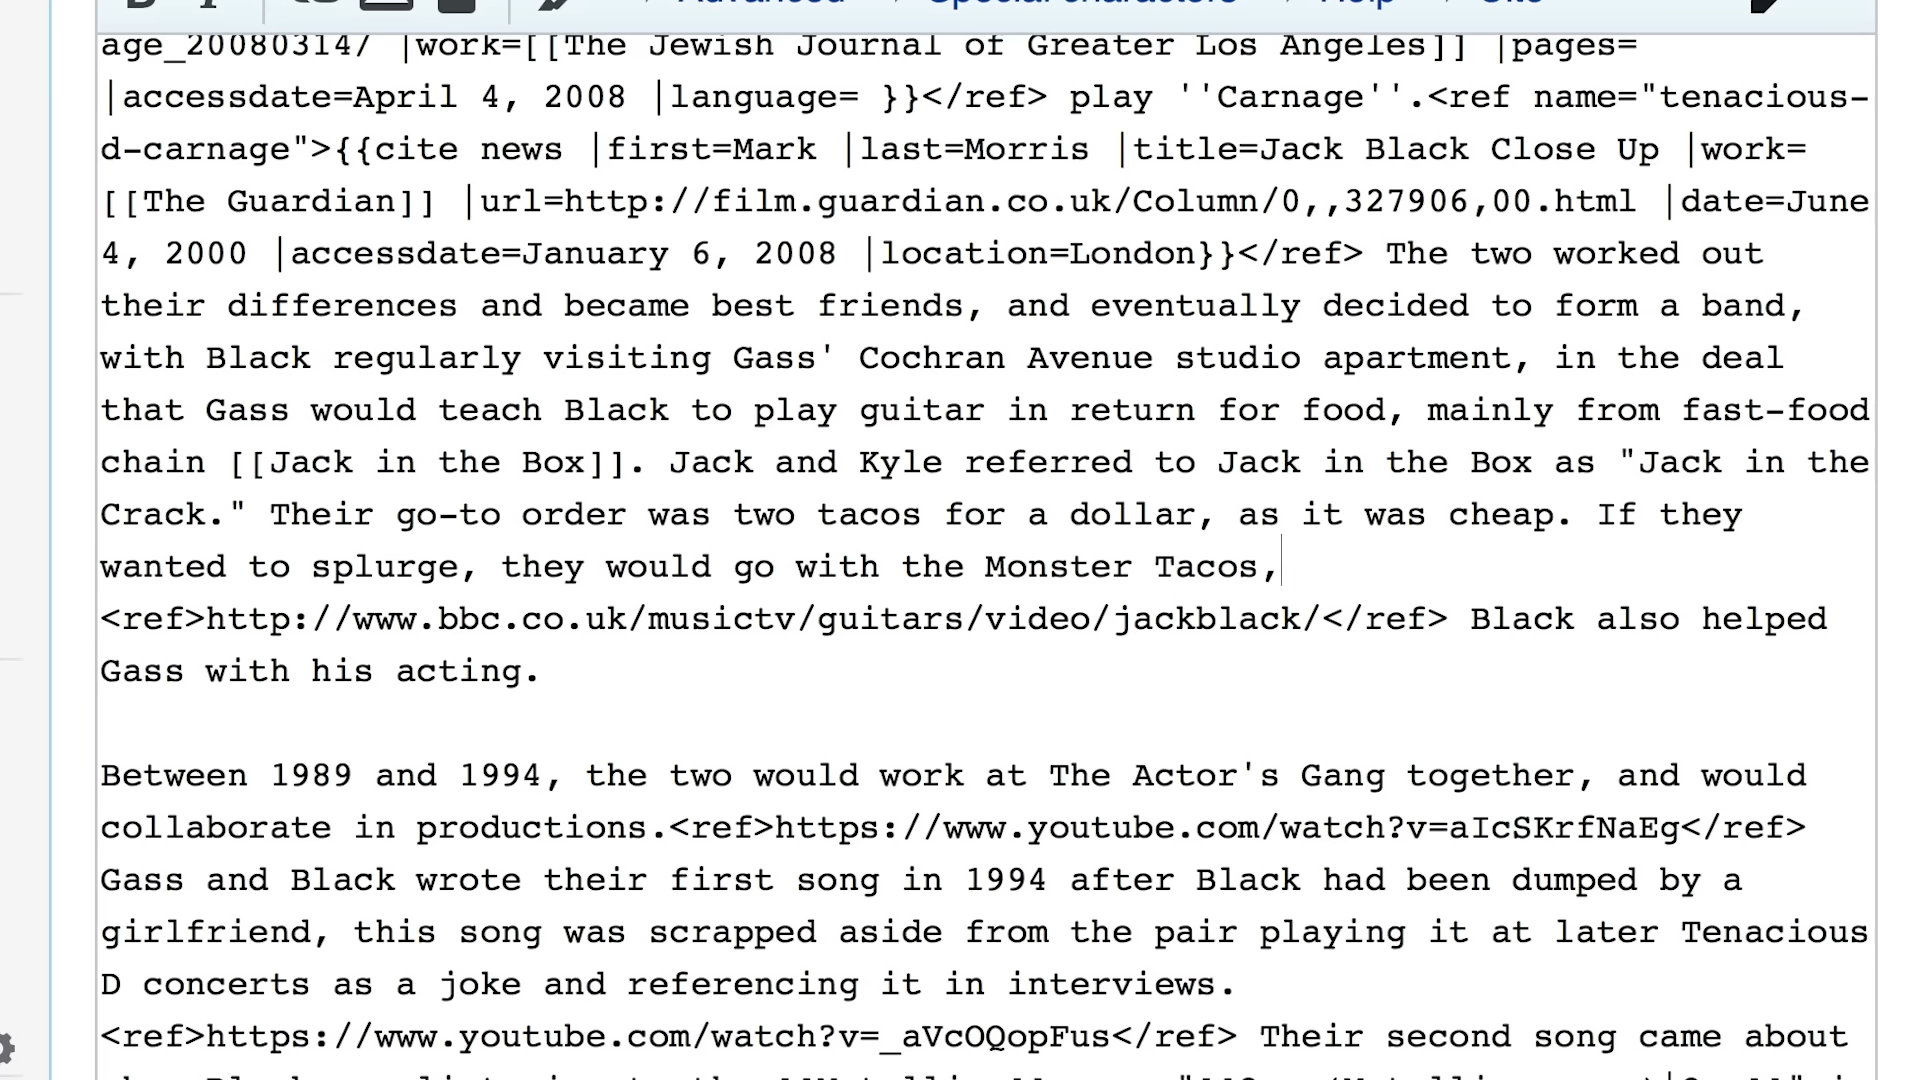 Advanced Special characters Help Cite
age_20080314/ |work=[[The Jewish Journal of Greater Los Angeles]] |pages=
|accessdate=April 4, 2008 |language= }}</ref> play ''Carnage''.<ref name="tenacious-
d-carnage">{{cite news |first=Mark |last=Morris |title=Jack Black Close Up |work=
[[The Guardian]] |url=http://film.guardian.co.uk/Column/0,,327906,00.html |date=June
4, 2000 |accessdate=January 6, 2008 |location=London}}</ref> The two worked out
their differences and became best friends, and eventually decided to form a band,
with Black regularly visiting Gass' Cochran Avenue studio apartment, in the deal
that Gass would teach Black to play guitar in return for food, mainly from fast-food
chain [[Jack in the Box]]. Jack and Kyle referred to Jack in the Box as "Jack in the
Crack." Their go-to order was two tacos for a dollar, as it was cheap. If they
wanted to splurge, they would go with the Monster Tacos,
<ref>http://www.bbc.co.uk/musictv/guitars/video/jackblack/</ref> Black also helped
Gass with his acting.
Between 1989 and 1994, the two would work at The Actor's Gang together, and would
collaborate in productions.<ref>https://www.youtube.com/watch?v=aIcSKrfNaEg</ref>
Gass and Black wrote their first song in 1994 after Black had been dumped by a
girlfriend, this song was scrapped aside from the pair playing it at later Tenacious
D concerts as a joke and referencing it in interviews.
<ref>https://www.youtube.com/watch?v=_aVcOQopFus</ref> Their second song came about